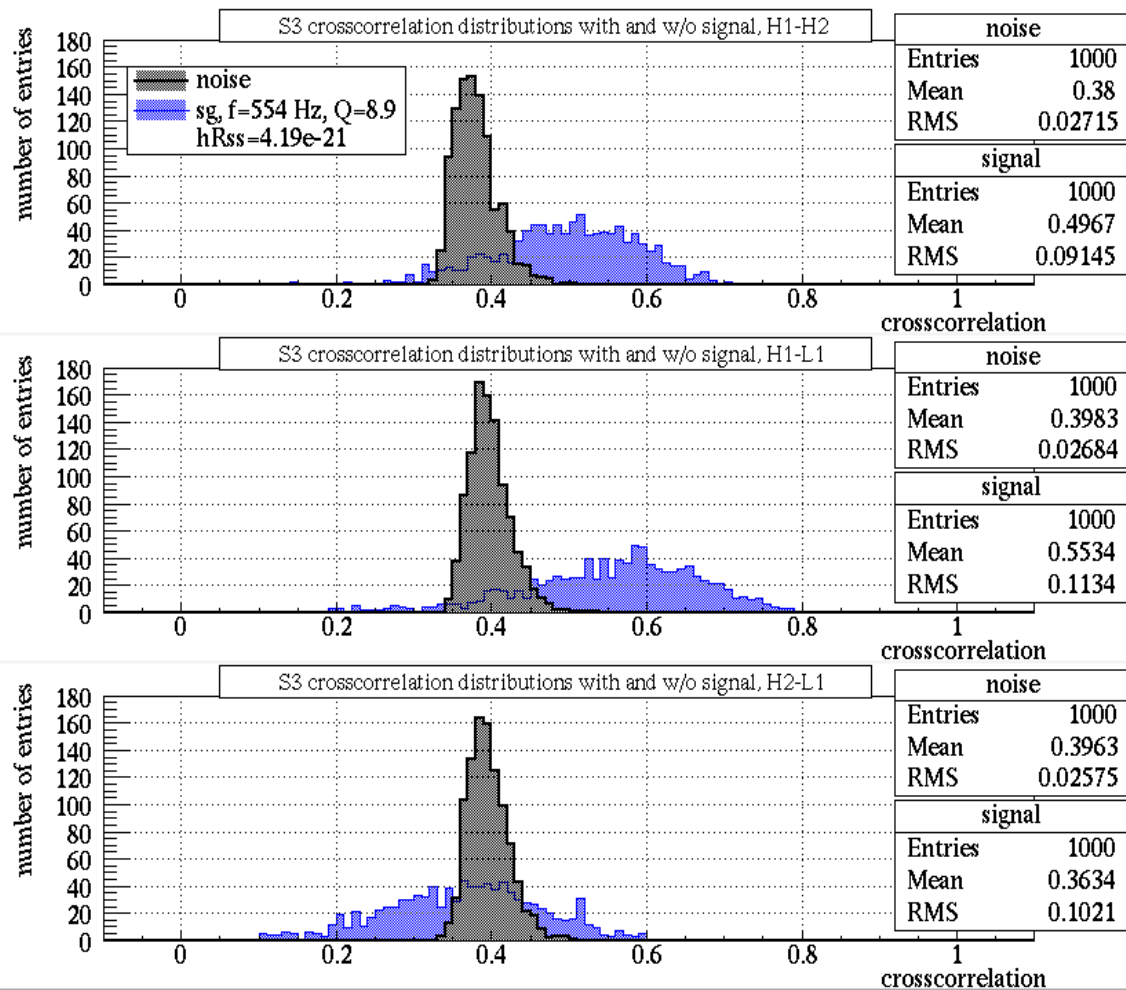 S3 crosscorrelation distributions with and w/o signal, H1-H2
number of entries
180
160
140
120
100
80
60
40
20
0
noise
sg, f=554 Hz, Q=8.9
hRss=4.19e-21
0 0.2 0.4 0.6 0.8 1
crosscorrelation
noise
Entries 1000
Mean 0.38
RMS 0.02715
signal
Entries 1000
Mean 0.4967
RMS 0.09145
S3 crosscorrelation distributions with and w/o signal, H1-L1
number of entries
180
160
140
120
100
80
60
40
20
0
0 0.2 0.4 0.6 0.8 1
crosscorrelation
noise
Entries 1000
Mean 0.3983
RMS 0.02684
signal
Entries 1000
Mean 0.5534
RMS 0.1134
S3 crosscorrelation distributions with and w/o signal, H2-L1
number of entries
180
160
140
120
100
80
60
40
20
0
0 0.2 0.4 0.6 0.8 1
crosscorrelation
noise
Entries 1000
Mean 0.3963
RMS 0.02575
signal
Entries 1000
Mean 0.3634
RMS 0.1021